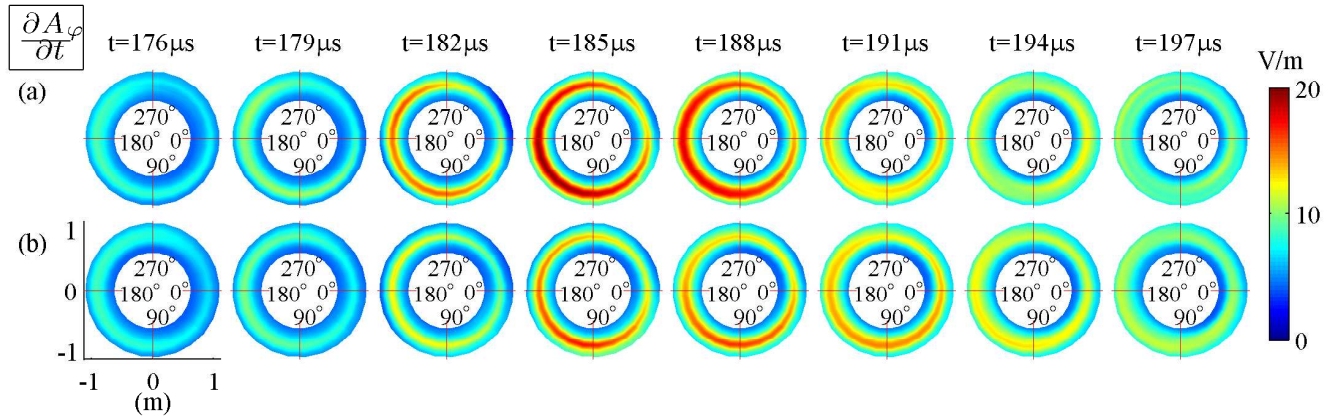 ∂A_φ/∂t
t=176μs t=179μs t=182μs t=185μs t=188μs t=191μs t=194μs t=197μs
V/m
(a)
270° 270° 270° 270° 270° 270° 270° 270°
180° 0° 180° 0° 180° 0° 180° 0° 180° 0° 180° 0° 180° 0° 180° 0°
90° 90° 90° 90° 90° 90° 90° 90°
20
10
0
(b)
1
0
-1
270° 270° 270° 270° 270° 270° 270° 270°
180° 0° 180° 0° 180° 0° 180° 0° 180° 0° 180° 0° 180° 0° 180° 0°
90° 90° 90° 90° 90° 90° 90° 90°
-1 0 1
(m)